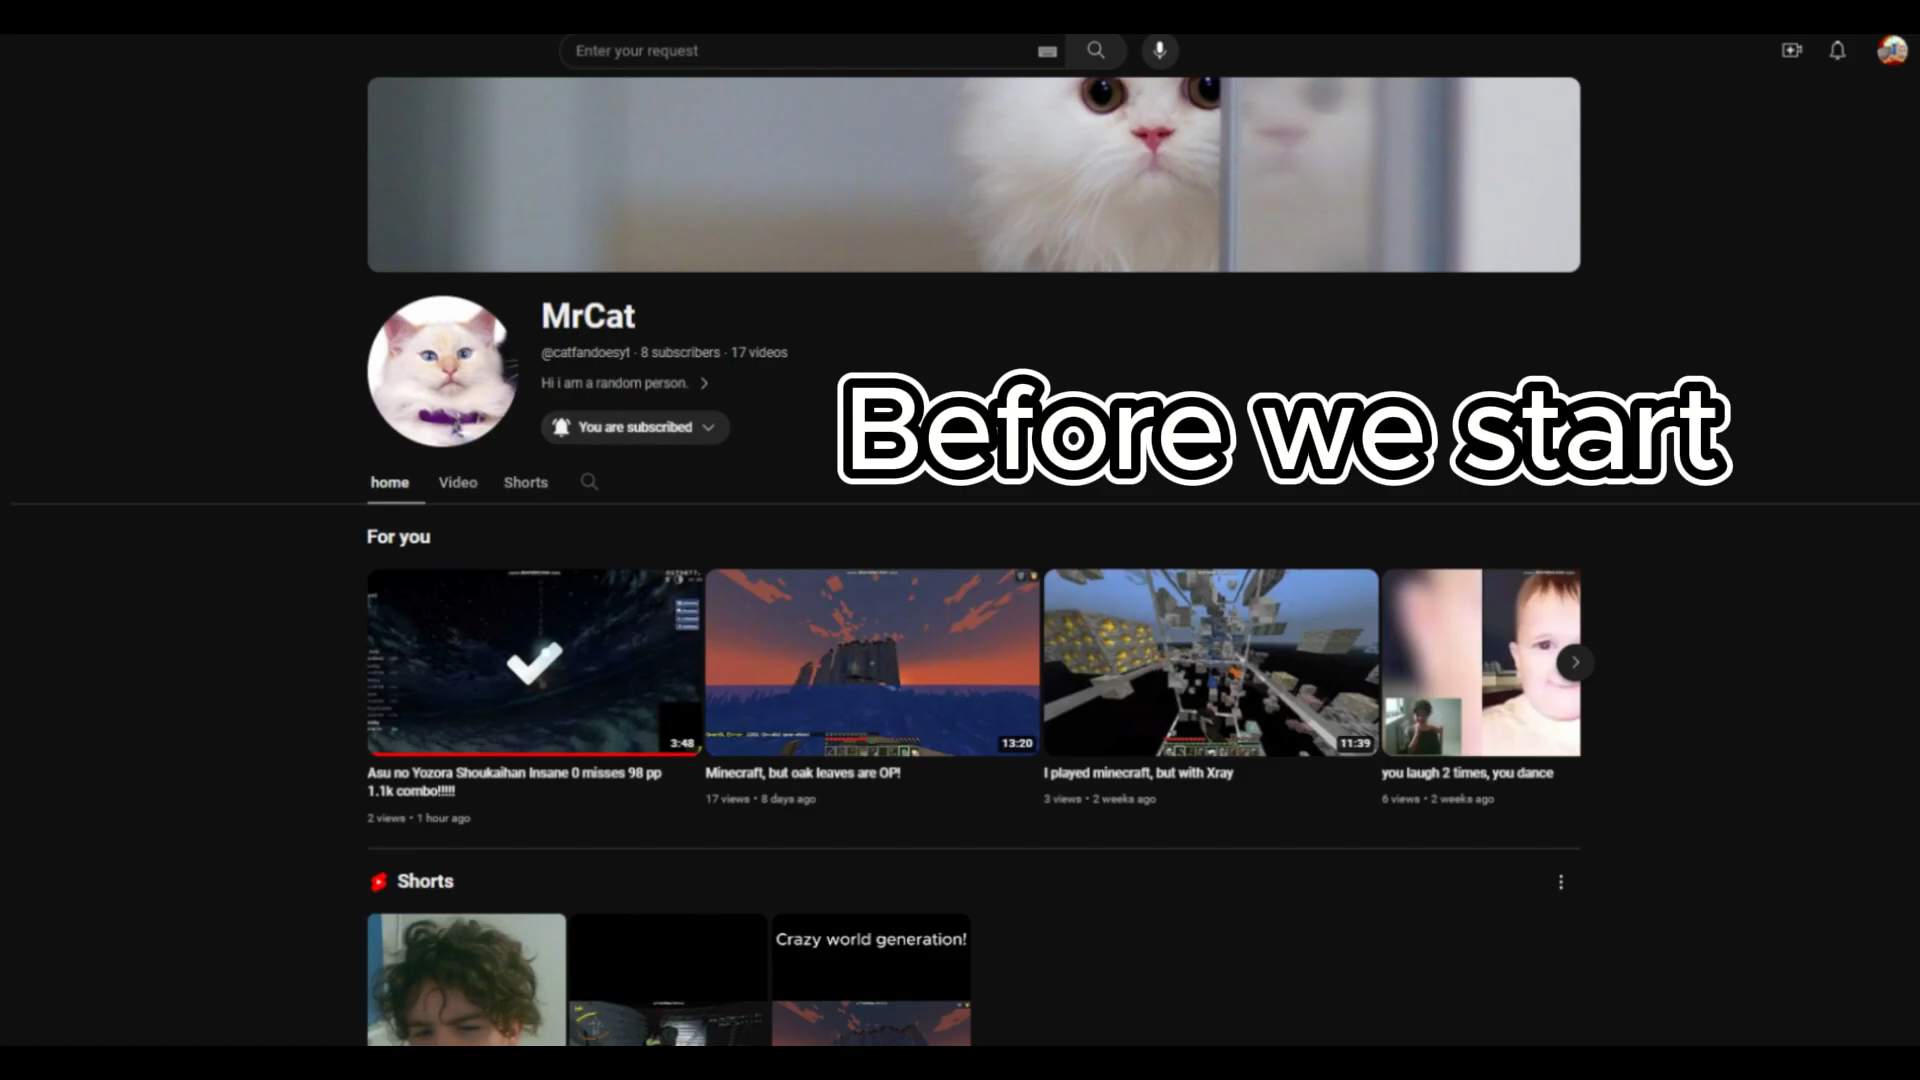 Enter your request
MrCat
@catfandoesyt · 8 subscribers · 17 videos
Hi i am a random person.
You are subscribed
Before we start
home Video Shorts
For you
3:48
13:20
11:39
Asu no Yozora Shoukaihan Insane 0 misses 98 pp
1.1k combo!!!!!
2 views • 1 hour ago
Minecraft, but oak leaves are OP!
17 views • 8 days ago
I played minecraft, but with Xray
3 views • 2 weeks ago
you laugh 2 times, you dance
6 views • 2 weeks ago
Shorts
Crazy world generation!